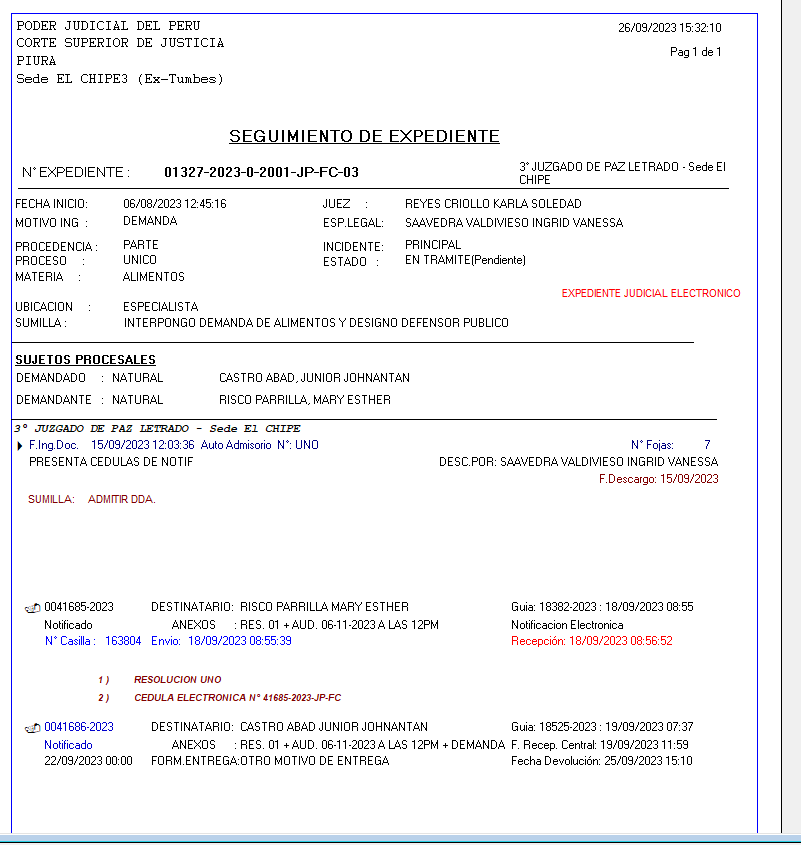 PODER JUDICIAL DEL PERU
26/09/2023 15:32:10
CORTE SUPERIOR DE JUSTICIA
Pag 1 de 1
PIURA
Sede EL CHIPE3 (Ex-Tumbes)
SEGUIMIENTO DE EXPEDIENTE
N° EXPEDIENTE : 01327-2023-0-2001-JP-FC-03 3° JUZGADO DE PAZ LETRADO - Sede El
CHIPE
FECHA INICIO: 06/08/2023 12:45:16 JUEZ : REYES CRIOLLO KARLA SOLEDAD
MOTIVO ING : DEMANDA ESP.LEGAL: SAAVEDRA VALDIVIESO INGRID VANESSA
PROCEDENCIA : PARTE INCIDENTE: PRINCIPAL
PROCESO : UNICO ESTADO : EN TRAMITE(Pendiente)
MATERIA : ALIMENTOS
EXPEDIENTE JUDICIAL ELECTRONICO
UBICACION : ESPECIALISTA
SUMILLA : INTERPONGO DEMANDA DE ALIMENTOS Y DESIGNO DEFENSOR PUBLICO
SUJETOS PROCESALES
DEMANDADO : NATURAL CASTRO ABAD, JUNIOR JOHNANTAN
DEMANDANTE : NATURAL RISCO PARRILLA, MARY ESTHER
3° JUZGADO DE PAZ LETRADO - Sede El CHIPE
F.Ing.Doc. 15/09/2023 12:03:36 Auto Admisorio N°: UNO N° Fojas: 7
PRESENTA CEDULAS DE NOTIF DESC.POR: SAAVEDRA VALDIVIESO INGRID VANESSA
F.Descargo: 15/09/2023
SUMILLA: ADMITIR DDA.
0041685-2023 DESTINATARIO: RISCO PARRILLA MARY ESTHER Guia: 18382-2023 : 18/09/2023 08:55
Notificado ANEXOS : RES. 01 + AUD. 06-11-2023 A LAS 12PM Notificacion Electronica
N° Casilla : 163804 Envio: 18/09/2023 08:55:39 Recepción: 18/09/2023 08:56:52
1 ) RESOLUCION UNO
2 ) CEDULA ELECTRONICA N° 41685-2023-JP-FC
0041686-2023 DESTINATARIO: CASTRO ABAD JUNIOR JOHNANTAN Guia: 18525-2023 : 19/09/2023 07:37
Notificado ANEXOS : RES. 01 + AUD. 06-11-2023 A LAS 12PM + DEMANDA F. Recep. Central: 19/09/2023 11:59
22/09/2023 00:00 FORM.ENTREGA:OTRO MOTIVO DE ENTREGA Fecha Devolución: 25/09/2023 15:10